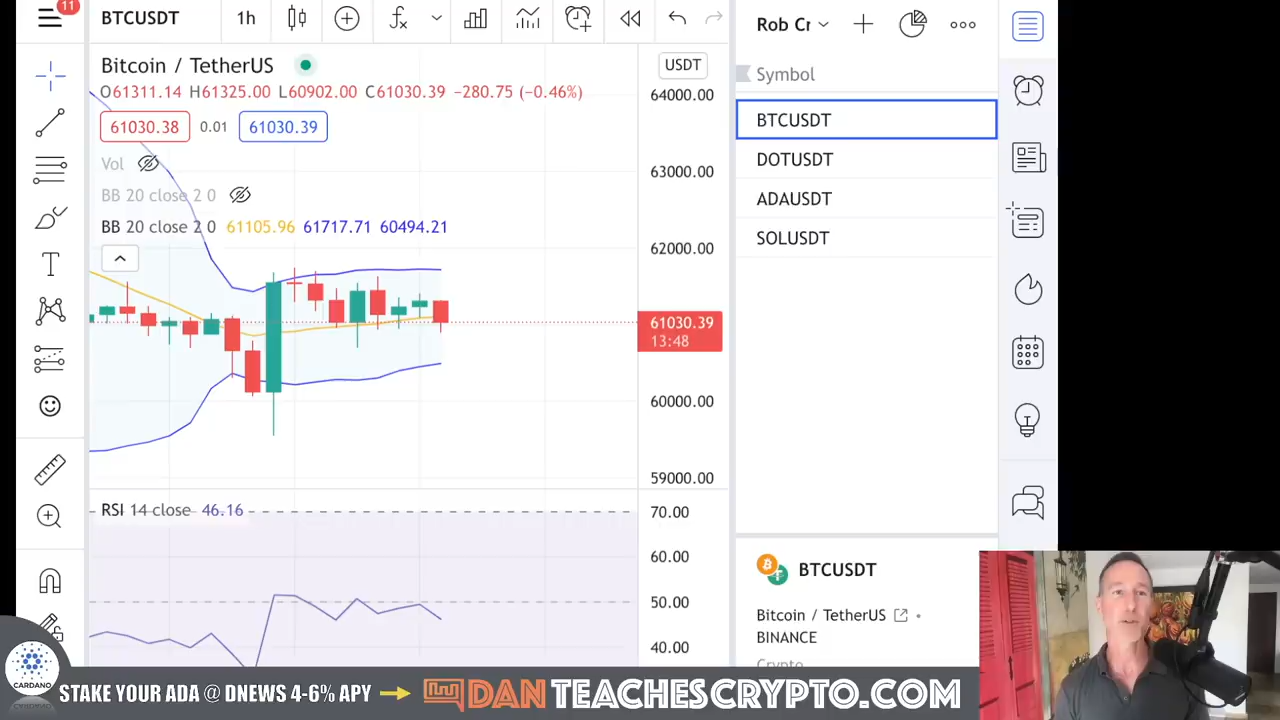 11
BTCUSDT
1h
Rob Cr
Symbol
BTCUSDT
DOTUSDT
ADAUSDT
SOLUSDT
Bitcoin / TetherUS
USDT
O61311.14 H61325.00 L60902.00 C61030.39 −280.75 (−0.46%)
61030.38 0.01 61030.39
Vol
BB 20 close 2 0
BB 20 close 2 0 61105.96 61717.71 60494.21
64000.00
63000.00
62000.00
61030.39
13:48
60000.00
59000.00
RSI 14 close 46.16
70.00
60.00
50.00
40.00
BTCUSDT
Bitcoin / TetherUS
BINANCE
Crypto
CARDANO
STAKE YOUR ADA @ DNEWS 4-6% APY
DANTEACHESCRYPTO.COM